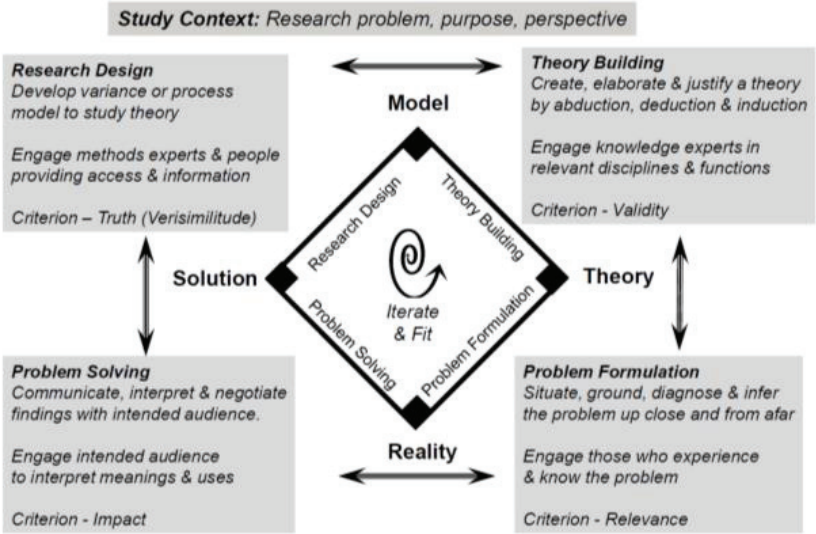 Study Context: Research problem, purpose, perspective
Research Design
Develop variance or process
model to study theory
Engage methods experts & people
providing access & information
Criterion – Truth (Verisimilitude)
Theory Building
Create, elaborate & justify a theory
by abduction, deduction & induction
Engage knowledge experts in
relevant disciplines & functions
Criterion - Validity
Model
Research Design
Theory Building
Solution
Theory
Iterate
& Fit
Problem Solving
Problem Formulation
Reality
Problem Solving
Communicate, interpret & negotiate
findings with intended audience.
Engage intended audience
to interpret meanings & uses
Criterion - Impact
Problem Formulation
Situate, ground, diagnose & infer
the problem up close and from afar
Engage those who experience
& know the problem
Criterion - Relevance